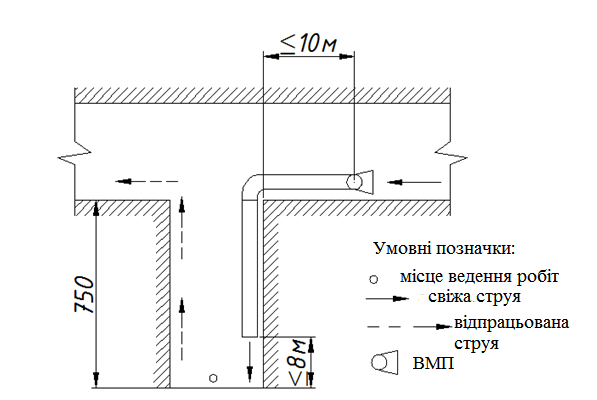 ≤10м
750
≤8м
Умовні позначки:
місце ведення робіт
свіжа струя
відпрацьована
струя
ВМП